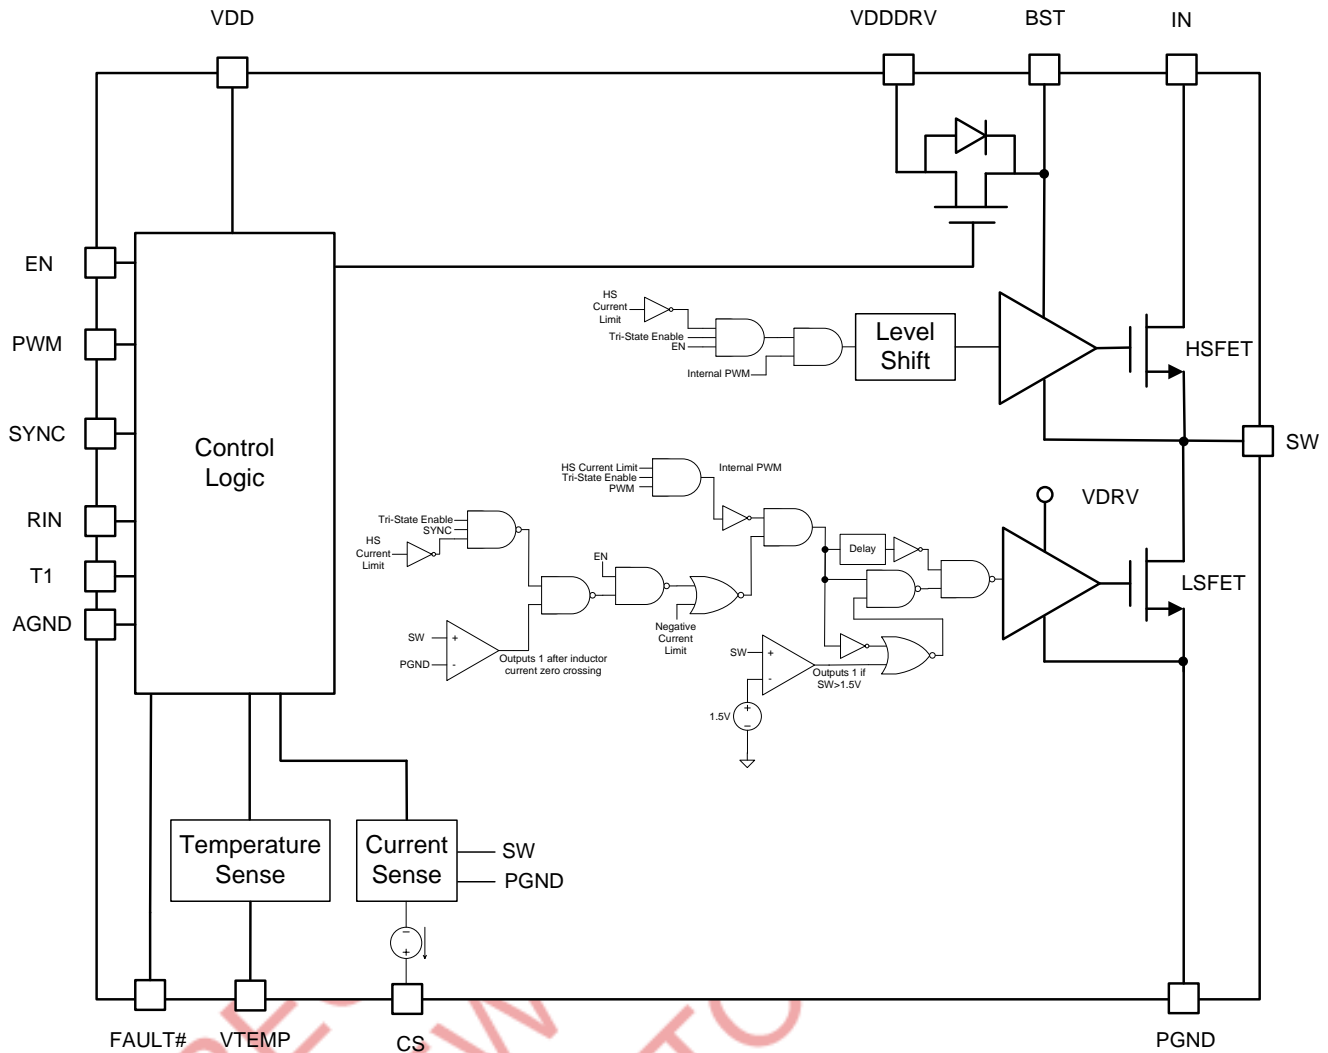 VDD
VDDDRV
BST
IN
EN
PWM
SYNC
RIN
T1
AGND
Control
Logic
HS
Current
Limit
Tri-State Enable
EN
Internal PWM
Level
Shift
HSFET
SW
HS Current Limit
Tri-State Enable
PWM
Internal PWM
VDRV
Tri-State Enable
SYNC
HS
Current
Limit
EN
Delay
LSFET
Negative
Current
Limit
SW
+
PGND
-
Outputs 1 after inductor
current zero crossing
SW
+
-
Outputs 1 if
SW>1.5V
1.5V
+
−
Temperature
Sense
Current
Sense
SW
PGND
−
+
FAULT#
VTEMP
CS
PGND